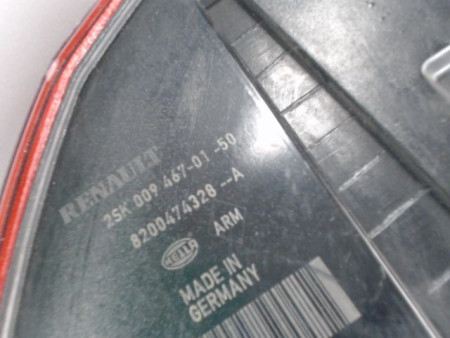 RENAULT
2SK 009 467-01 -50
8200474328 --A
HELLA ARM
MADE IN
GERMANY